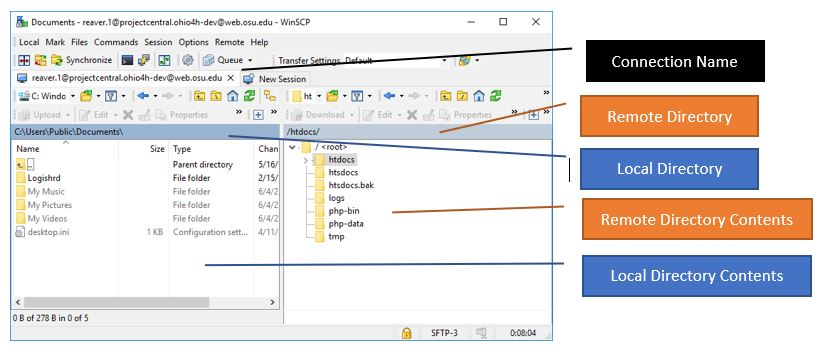 Documents - reaver.1@projectcentral.ohio4h-dev@web.osu.edu - WinSCP
Local Mark Files Commands Session Options Remote Help
Synchronize Queue Transfer Settings Default
reaver.1@projectcentral.ohio4h-dev@web.osu.edu New Session
C: Windo ht
Upload Edit Properties Download Edit Properties
C:\Users\Public\Documents\ /htdocs/
Name Size Type Chan
.. Parent directory 5/16/
Logishrd File folder 2/15/
My Music File folder 6/4/2
My Pictures File folder 6/4/2
My Videos File folder 6/4/2
desktop.ini 1 KB Configuration sett... 4/11/
/ <root>
htdocs
htsdocs
htsdocs.bak
logs
php-bin
php-data
tmp
0 B of 278 B in 0 of 5
SFTP-3 0:08:04
Connection Name
Remote Directory
Local Directory
Remote Directory Contents
Local Directory Contents